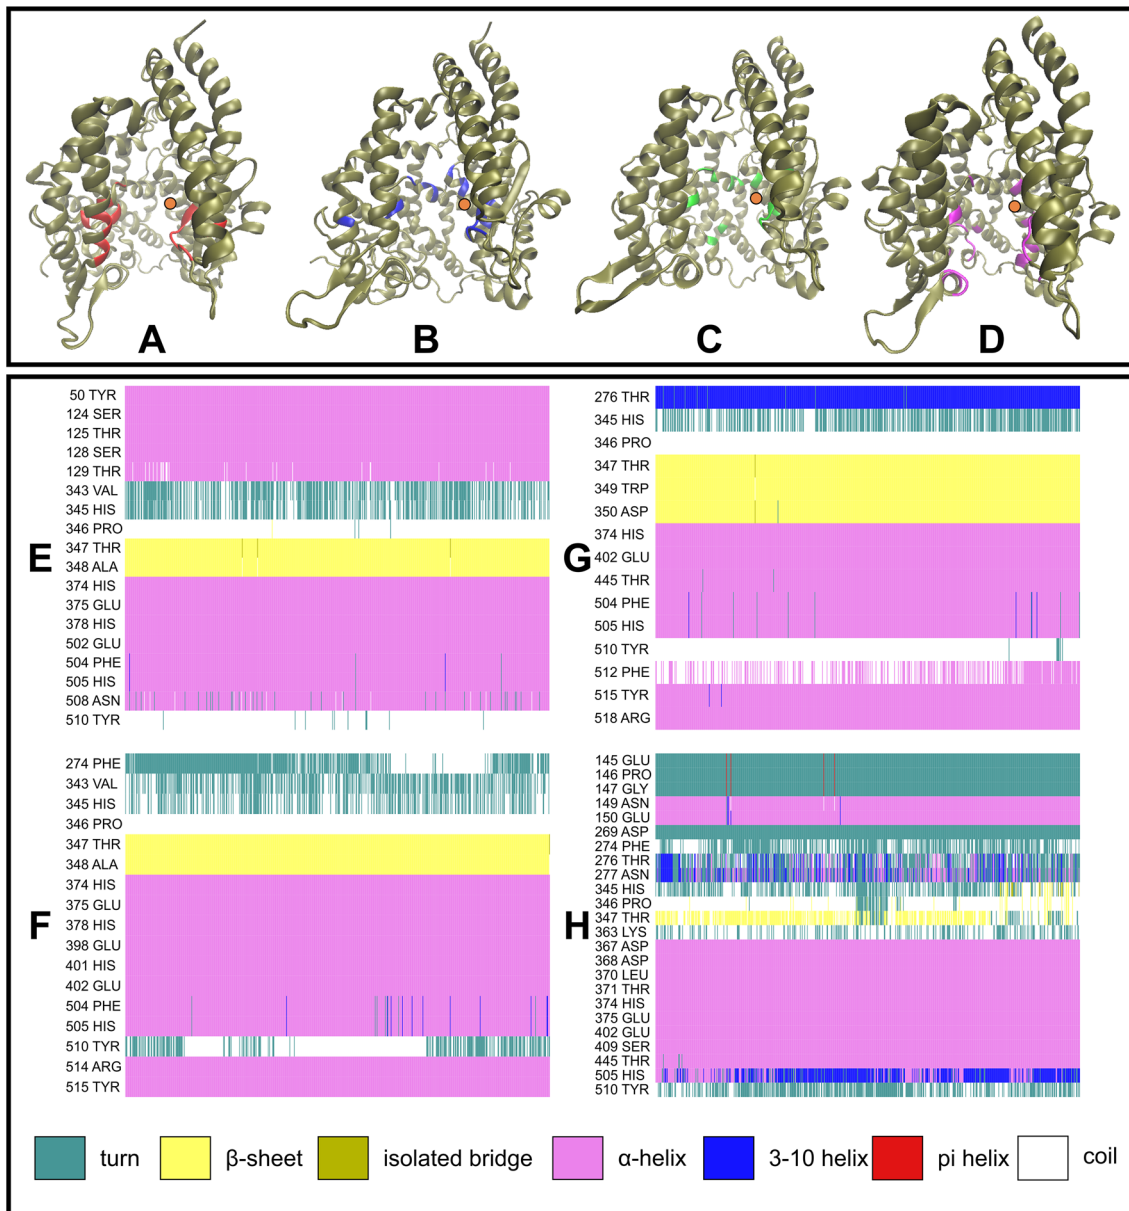 A
B
C
D
E
50 TYR
124 SER
125 THR
128 SER
129 THR
343 VAL
345 HIS
346 PRO
347 THR
348 ALA
374 HIS
375 GLU
378 HIS
502 GLU
504 PHE
505 HIS
508 ASN
510 TYR
G
276 THR
345 HIS
346 PRO
347 THR
349 TRP
350 ASP
374 HIS
402 GLU
445 THR
504 PHE
505 HIS
510 TYR
512 PHE
515 TYR
518 ARG
F
274 PHE
343 VAL
345 HIS
346 PRO
347 THR
348 ALA
374 HIS
375 GLU
378 HIS
398 GLU
401 HIS
402 GLU
504 PHE
505 HIS
510 TYR
514 ARG
515 TYR
H
145 GLU
146 PRO
147 GLY
149 ASN
150 GLU
269 ASP
274 PHE
276 THR
277 ASN
345 HIS
346 PRO
347 THR
363 LYS
367 ASP
368 ASP
370 LEU
371 THR
374 HIS
375 GLU
402 GLU
409 SER
445 THR
505 HIS
510 TYR
turn
β-sheet
isolated bridge
α-helix
3-10 helix
pi helix
coil